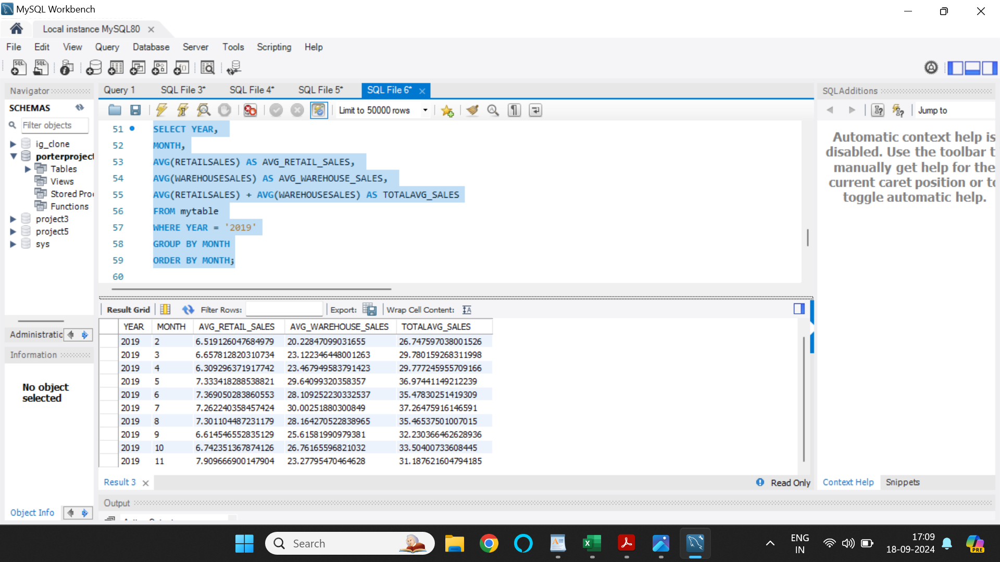 MySQL Workbench
Local instance MySQL80
File Edit View Query Database Server Tools Scripting Help
Navigator
SCHEMAS
Filter objects
ig_clone
porterproject
Tables
Views
Stored Pro
Functions
project3
project5
sys
Administratic
Information
No object
selected
Object Info
Query 1 SQL File 3* SQL File 4* SQL File 5* SQL File 6*
Limit to 50000 rows
51 SELECT YEAR,
52 MONTH,
53 AVG(RETAILSALES) AS AVG_RETAIL_SALES,
54 AVG(WAREHOUSESALES) AS AVG_WAREHOUSE_SALES,
55 AVG(RETAILSALES) + AVG(WAREHOUSESALES) AS TOTALAVG_SALES
56 FROM mytable
57 WHERE YEAR = '2019'
58 GROUP BY MONTH
59 ORDER BY MONTH;
60
Result Grid Filter Rows: Export: Wrap Cell Content:
YEAR MONTH AVG_RETAIL_SALES AVG_WAREHOUSE_SALES TOTALAVG_SALES
2019 2 6.519126047684979 20.22847099031655 26.747597038001526
2019 3 6.657812820310734 23.122346448001263 29.780159268311998
2019 4 6.309296371917742 23.467949583791423 29.777245955709166
2019 5 7.333418288538821 29.64099320358357 36.97441149212239
2019 6 7.369050283860553 28.109252230332537 35.47830251419309
2019 7 7.262240358457424 30.00251880300849 37.26475916146591
2019 8 7.301104487231179 28.164270522838965 35.46537501007015
2019 9 6.614546552835129 25.61581990979381 32.230366462628936
2019 10 6.742351367874126 26.76165596821032 33.50400733608445
2019 11 7.909666900147904 23.27795470464628 31.187621604794185
Result 3
Read Only
Output
SQLAdditions
Jump to
Automatic context help is
disabled. Use the toolbar t
manually get help for the
current caret position or to
toggle automatic help.
Context Help Snippets
Search
ENG
IN
17:09
18-09-2024
PRE